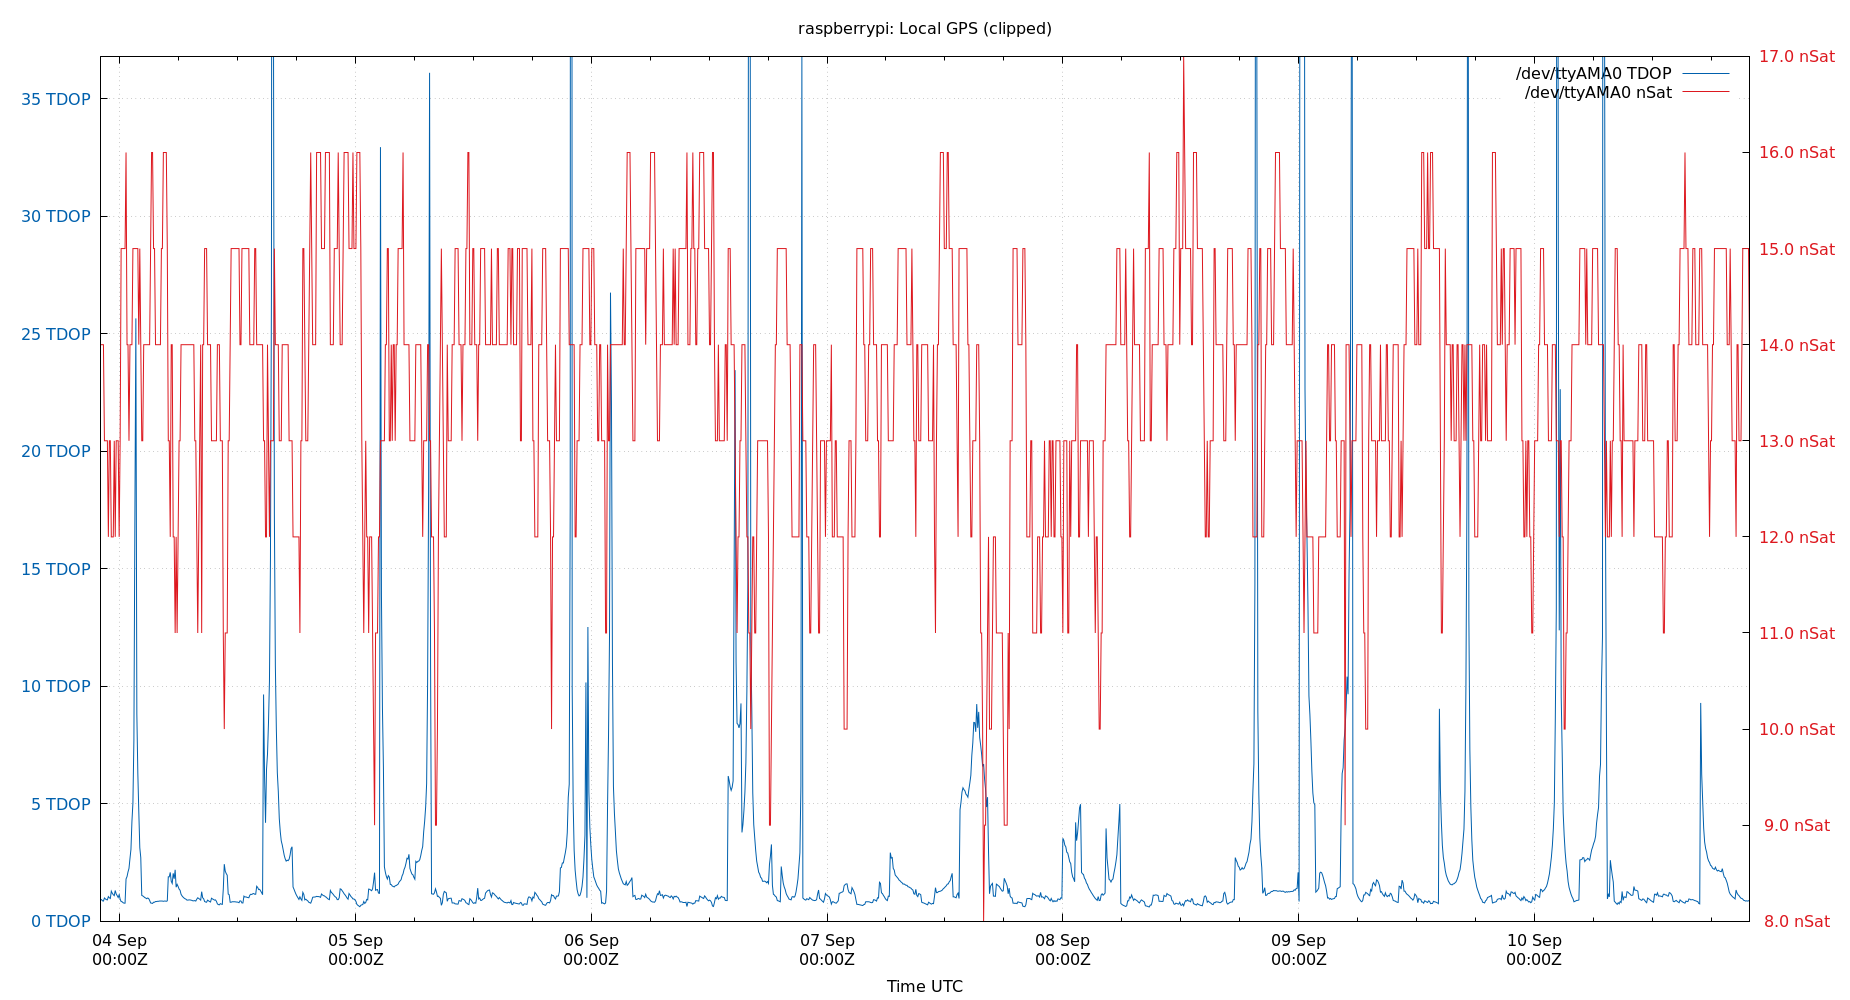 raspberrypi: Local GPS (clipped)
17.0 nSat
/dev/ttyAMA0 TDOP
/dev/ttyAMA0 nSat
35 TDOP
16.0 nSat
30 TDOP
15.0 nSat
25 TDOP
14.0 nSat
20 TDOP
13.0 nSat
12.0 nSat
15 TDOP
11.0 nSat
10 TDOP
10.0 nSat
5 TDOP
9.0 nSat
0 TDOP
8.0 nSat
04 Sep 05 Sep 06 Sep 07 Sep 08 Sep 09 Sep 10 Sep
00:00Z 00:00Z 00:00Z 00:00Z 00:00Z 00:00Z 00:00Z
Time UTC